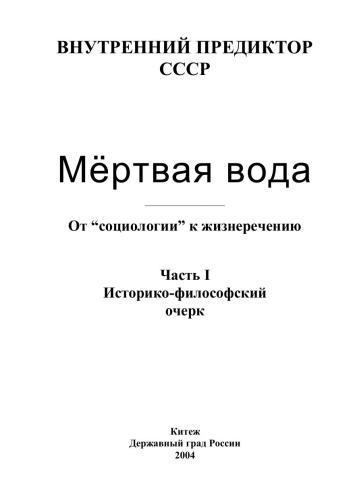 ВНУТРЕННИЙ ПРЕДИКТОР
СССР
Мёртвая вода
От “социологии” к жизнеречению
Часть I
Историко-философский
очерк
Китеж
Державный град России
2004